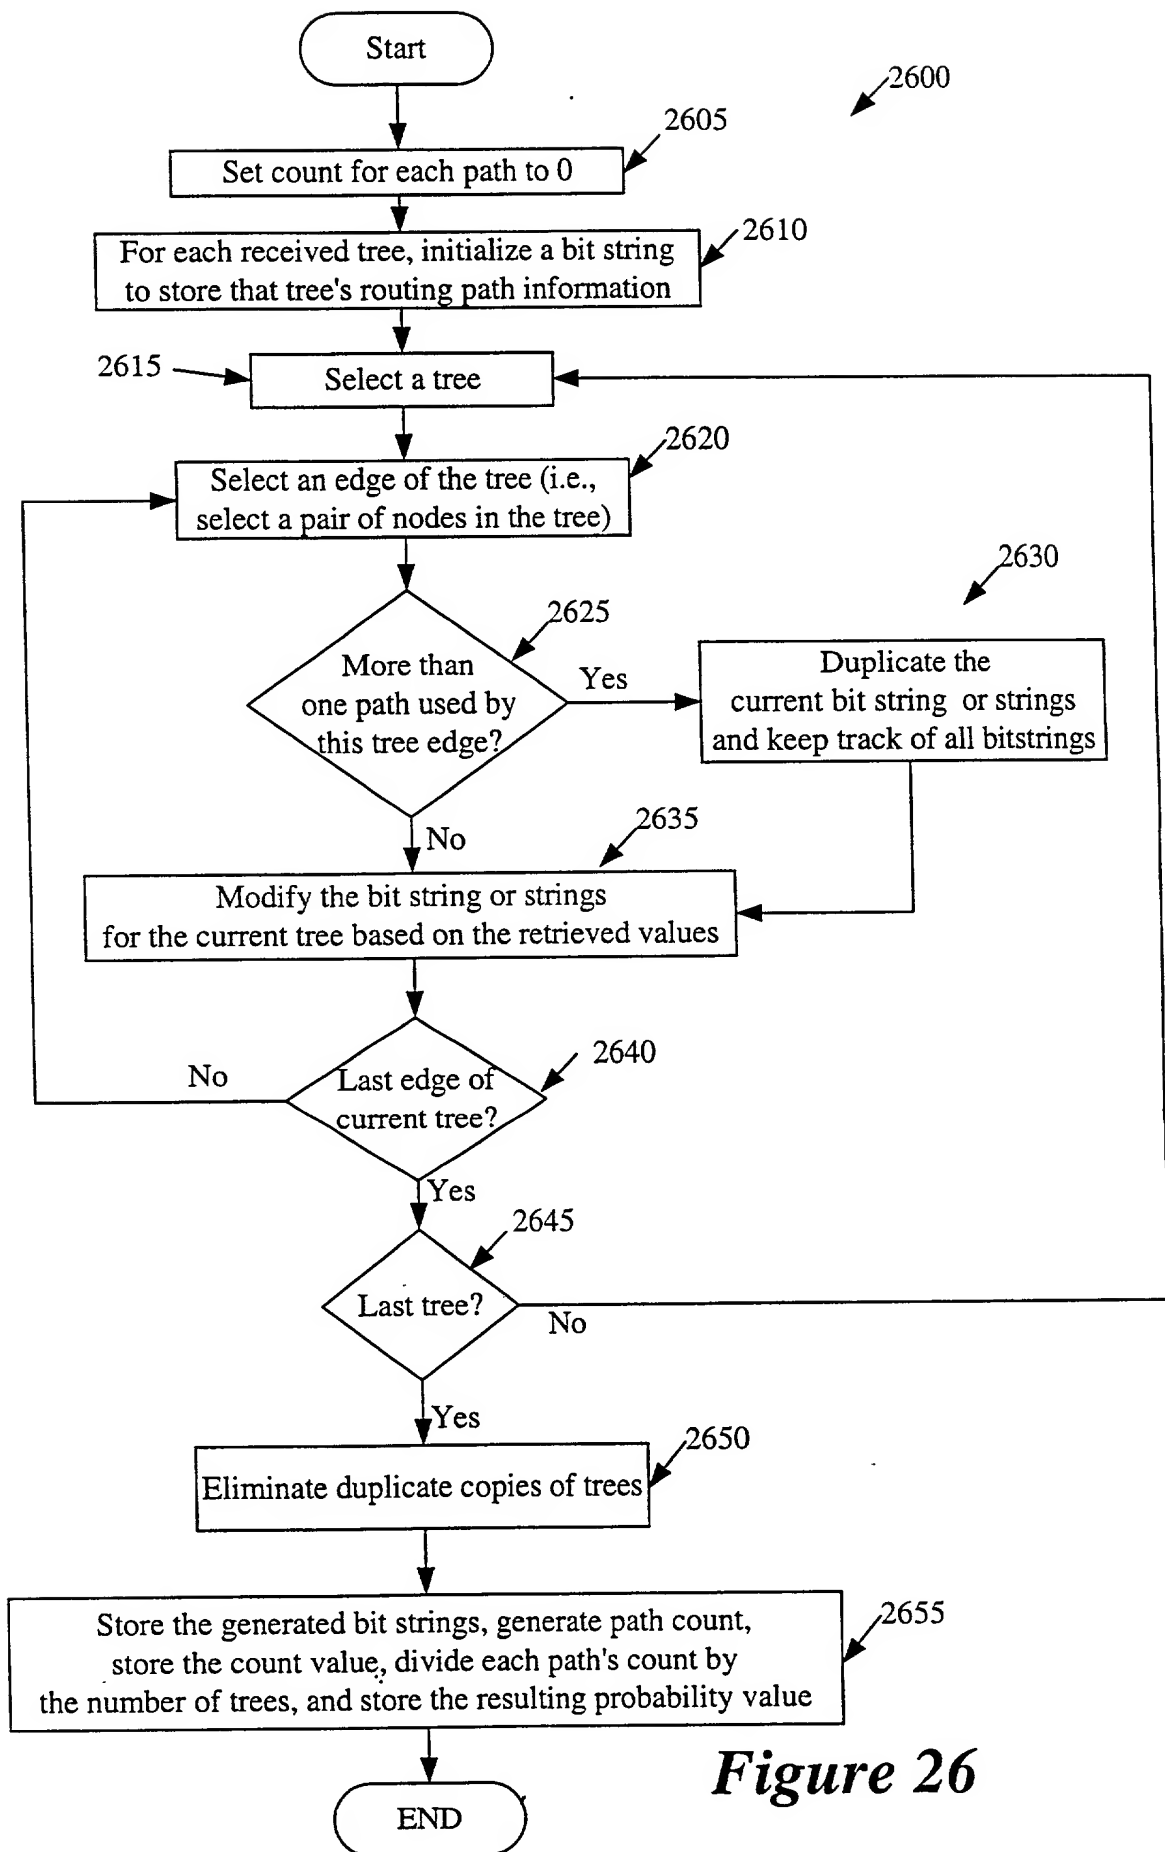 Start
2600
2605
Set count for each path to 0
2610
For each received tree, initialize a bit string
to store that tree's routing path information
2615
Select a tree
2620
Select an edge of the tree (i.e.,
select a pair of nodes in the tree)
2630
2625
More than
one path used by
this tree edge?
Yes
Duplicate the
current bit string or strings
and keep track of all bitstrings
No
2635
Modify the bit string or strings
for the current tree based on the retrieved values
2640
No
Last edge of
current tree?
Yes
2645
Last tree?
No
Yes
2650
Eliminate duplicate copies of trees
2655
Store the generated bit strings, generate path count,
store the count value, divide each path's count by
the number of trees, and store the resulting probability value
Figure 26
END